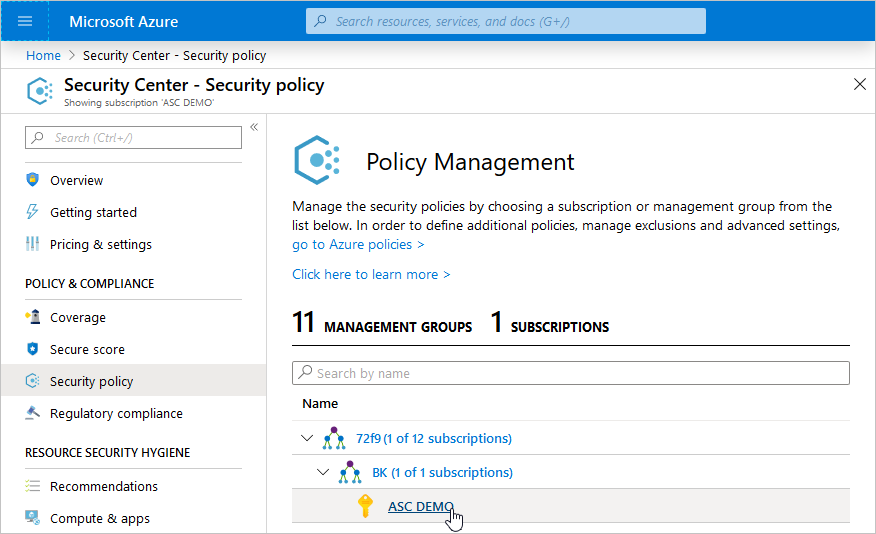 Microsoft Azure
Search resources, services, and docs (G+/)
Home > Security Center - Security policy
Security Center - Security policy
Showing subscription 'ASC DEMO'
Search (Ctrl+/)
«
Overview
Getting started
Pricing & settings
POLICY & COMPLIANCE
Coverage
Secure score
Security policy
Regulatory compliance
RESOURCE SECURITY HYGIENE
Recommendations
Compute & apps
Policy Management
Manage the security policies by choosing a subscription or management group from the
list below. In order to define additional policies, manage exclusions and advanced settings,
go to Azure policies >
Click here to learn more >
11 MANAGEMENT GROUPS 1 SUBSCRIPTIONS
Search by name
Name
72f9 (1 of 12 subscriptions)
BK (1 of 1 subscriptions)
ASC DEMO